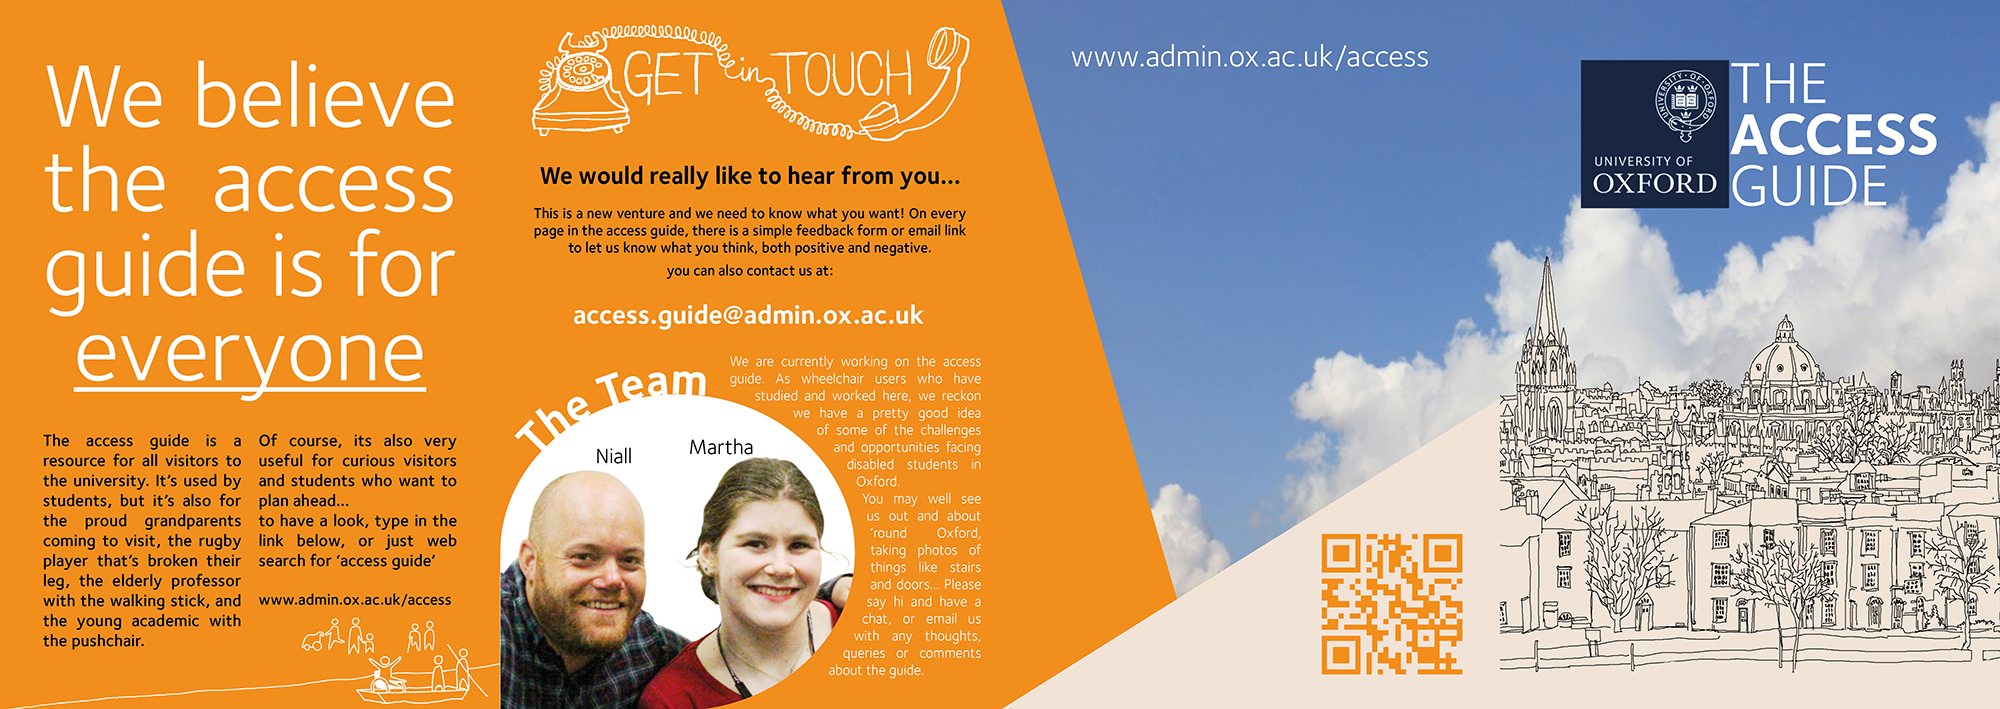 We believe
the access
guide is for
everyone
The access guide is a
resource for all visitors to
the university. It's used by
students, but it's also for
the proud grandparents
coming to visit, the rugby
player that's broken their
leg, the elderly professor
with the walking stick, and
the young academic with
the pushchair.
Of course, its also very
useful for curious visitors
and students who want to
plan ahead...
to have a look, type in the
link below, or just web
search for ‘access guide’
www.admin.ox.ac.uk/access
GET in TOUCH
We would really like to hear from you...
This is a new venture and we need to know what you want! On every
page in the access guide, there is a simple feedback form or email link
to let us know what you think, both positive and negative.
you can also contact us at:
access.guide@admin.ox.ac.uk
The Team
Niall
Martha
We are currently working on the access
guide. As wheelchair users who have
studied and worked here, we reckon
we have a pretty good idea
of some of the challenges
and opportunities facing
disabled students in
Oxford.
You may well see
us out and about
‘round Oxford,
taking photos of
things like stairs
and doors... Please
say hi and have a
chat, or email us
with any thoughts,
queries or comments
about the guide.
www.admin.ox.ac.uk/access
UNIVERSITY OF OXFORD
UNIVERSITY OF
OXFORD
THE
ACCESS
GUIDE